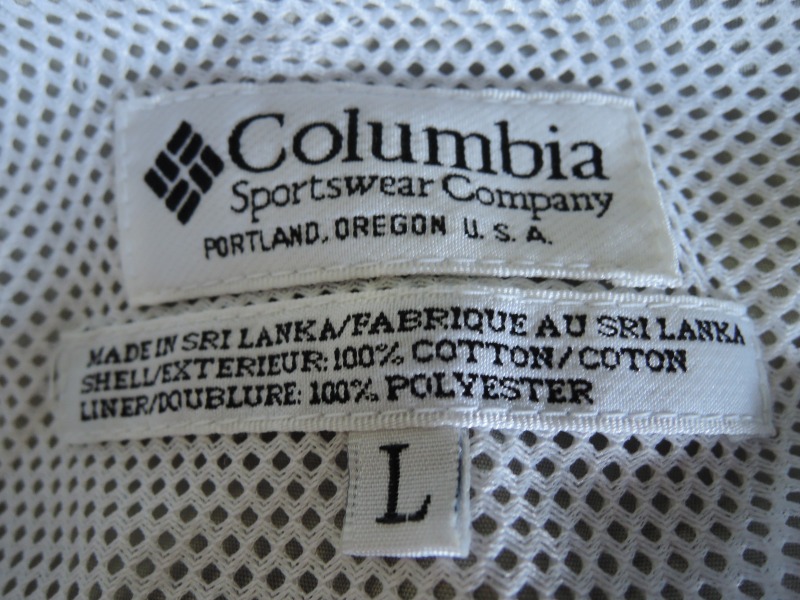 Columbia
Sportswear Company
PORTLAND, OREGON U.S.A.
MADE IN SRI LANKA/FABRIQUE AU SRI LANKA
SHELL/EXTERIEUR: 100% COTTON/COTON
LINER/DOUBLURE: 100% POLYESTER
L